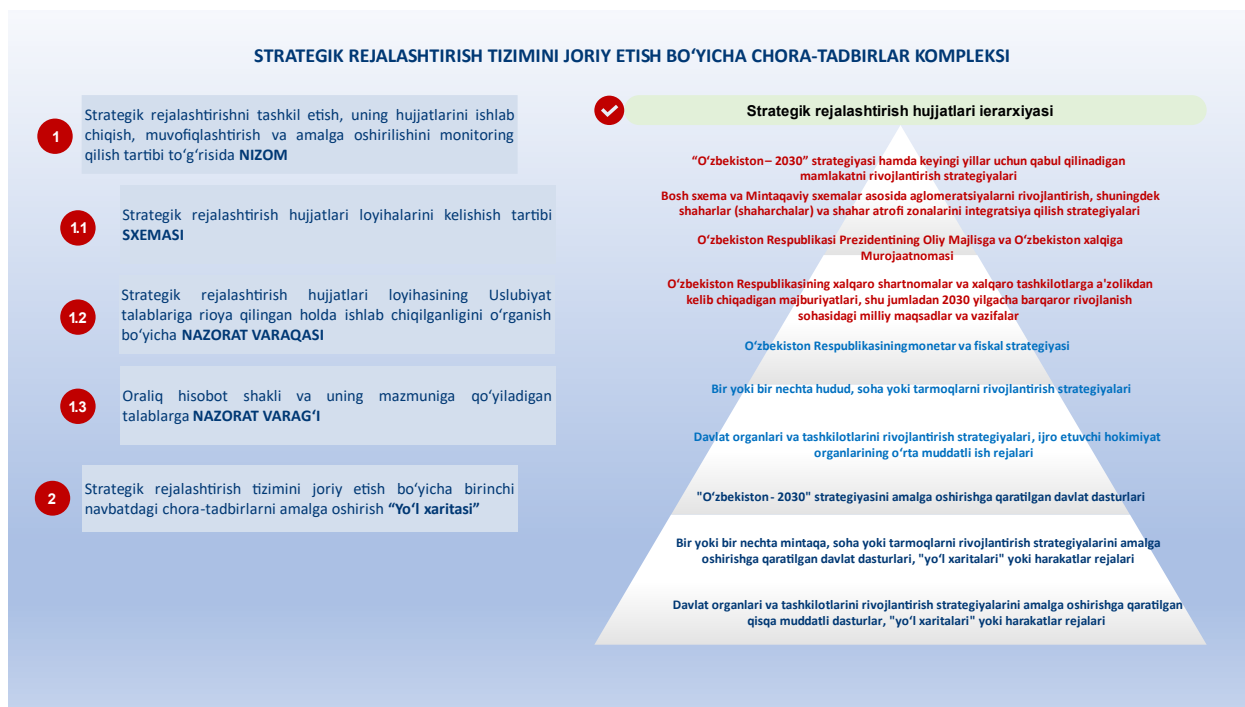 STRATEGIK REJALASHTIRISH TIZIMINI JORIY ETISH BO‘YICHA CHORA-TADBIRLAR KOMPLEKSI
1
Strategik rejalashtirishni tashkil etish, uning hujjatlarini ishlab
chiqish, muvofiqlashtirish va amalga oshirilishini monitoring
qilish tartibi to‘g‘risida NIZOM
1.1
Strategik rejalashtirish hujjatlari loyihalarini kelishish tartibi
SXEMASI
1.2
Strategik rejalashtirish hujjatlari loyihasining Uslubiyat
talablariga rioya qilingan holda ishlab chiqilganligini o‘rganish
bo‘yicha NAZORAT VARAQASI
1.3
Oraliq hisobot shakli va uning mazmuniga qo‘yiladigan
talablarga NAZORAT VARAG‘I
2
Strategik rejalashtirish tizimini joriy etish bo‘yicha birinchi
navbatdagi chora-tadbirlarni amalga oshirish “Yo‘l xaritasi”
Strategik rejalashtirish hujjatlari ierarxiyasi
“O‘zbekiston – 2030” strategiyasi hamda keyingi yillar uchun qabul qilinadigan
mamlakatni rivojlantirish strategiyalari
Bosh sxema va Mintaqaviy sxemalar asosida aglomeratsiyalarni rivojlantirish, shuningdek
shaharlar (shaharchalar) va shahar atrofi zonalarini integratsiya qilish strategiyalari
O‘zbekiston Respublikasi Prezidentining Oliy Majlisga va O‘zbekiston xalqiga
Murojaatnomasi
O‘zbekiston Respublikasining xalqaro shartnomalar va xalqaro tashkilotlarga a'zolikdan
kelib chiqadigan majburiyatlari, shu jumladan 2030 yilgacha barqaror rivojlanish
sohasidagi milliy maqsadlar va vazifalar
O‘zbekiston Respublikasiningmonetar va fiskal strategiyasi
Bir yoki bir nechta hudud, soha yoki tarmoqlarni rivojlantirish strategiyalari
Davlat organlari va tashkilotlarini rivojlantirish strategiyalari, ijro etuvchi hokimiyat
organlarining o‘rta muddatli ish rejalari
"O‘zbekiston - 2030" strategiyasini amalga oshirishga qaratilgan davlat dasturlari
Bir yoki bir nechta mintaqa, soha yoki tarmoqlarni rivojlantirish strategiyalarini amalga
oshirishga qaratilgan davlat dasturlari, "yo‘l xaritalari" yoki harakatlar rejalari
Davlat organlari va tashkilotlarini rivojlantirish strategiyalarini amalga oshirishga qaratilgan
qisqa muddatli dasturlar, "yo‘l xaritalari" yoki harakatlar rejalari